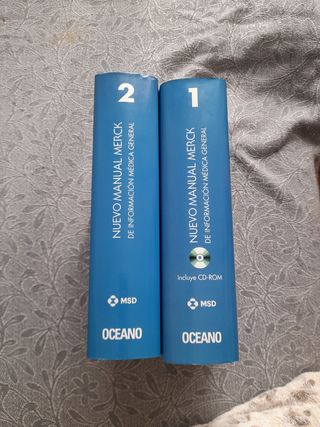 2
NUEVO MANUAL MERCK
DE INFORMACIÓN MÉDICA GENERAL
MSD
OCEANO
1
NUEVO MANUAL MERCK
DE INFORMACIÓN MÉDICA GENERAL
Incluye CD-ROM
MSD
OCEANO